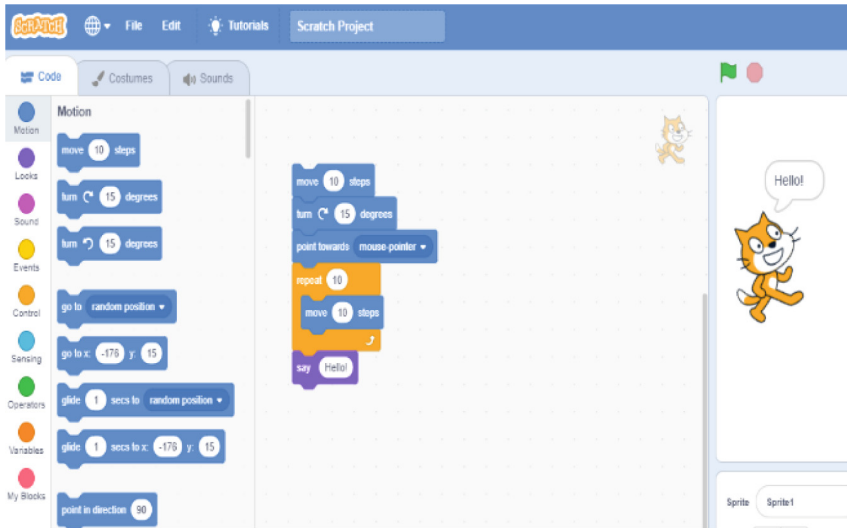 SCRATCH File Edit Tutorials Scratch Project
Code Costumes Sounds
Motion
Looks
Sound
Events
Control
Sensing
Operators
Variables
My Blocks
Motion
move 10 steps
turn 15 degrees
turn 15 degrees
go to random position
go to x: -176 y: 15
glide 1 secs to random position
glide 1 secs to x: -176 y: 15
point in direction 90
move 10 steps
turn 15 degrees
point towards mouse-pointer
repeat 10
move 10 steps
say Hello!
Hello!
Sprite Sprite1